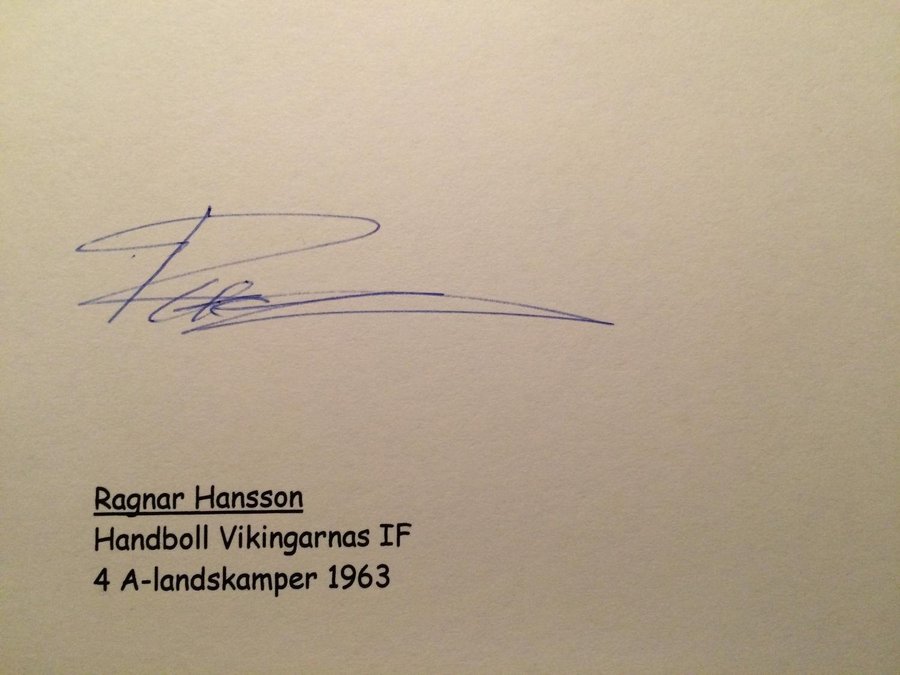 Ragnar Hansson
Handboll Vikingarnas IF
4 A-landskamper 1963